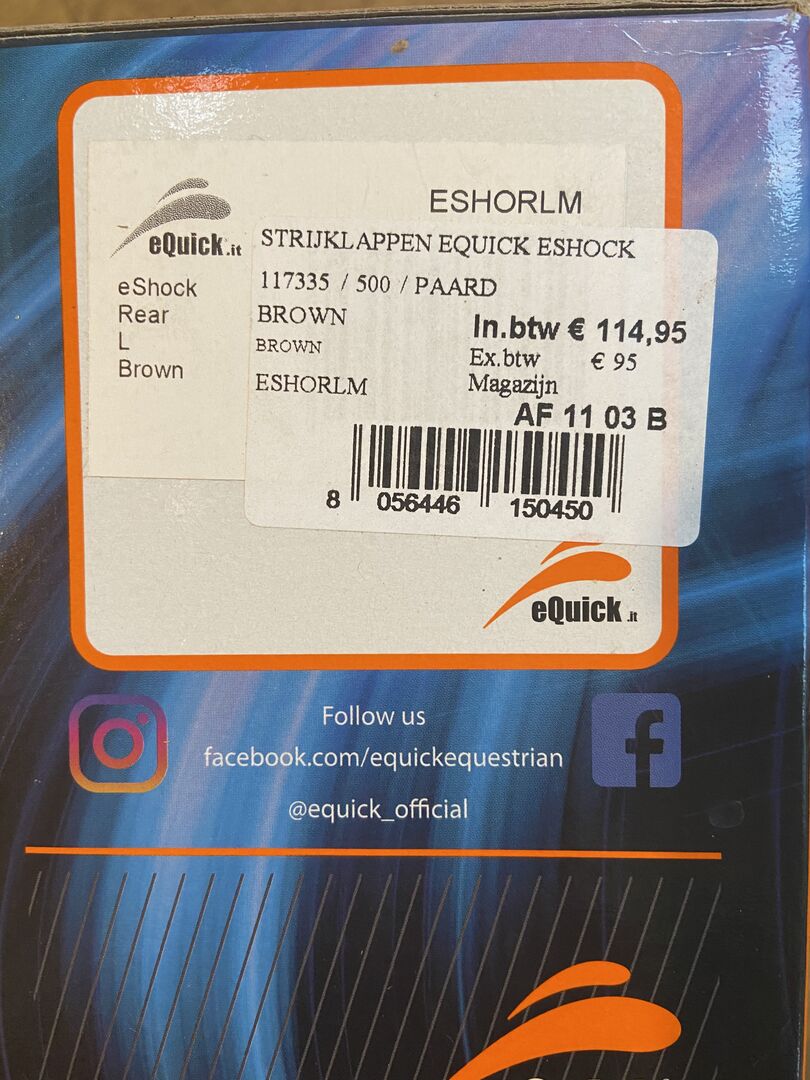 ESHORLM
eQuick.it
eShock
Rear
L
Brown
STRIJKLAPPEN EQUICK ESHOCK
117335 / 500 / PAARD
BROWN
In.btw € 114,95
BROWN
Ex.btw € 95
ESHORLM
Magazijn
AF 11 03 B
8 056446 150450
eQuick.it
Follow us
facebook.com/equickequestrian
@equick_official